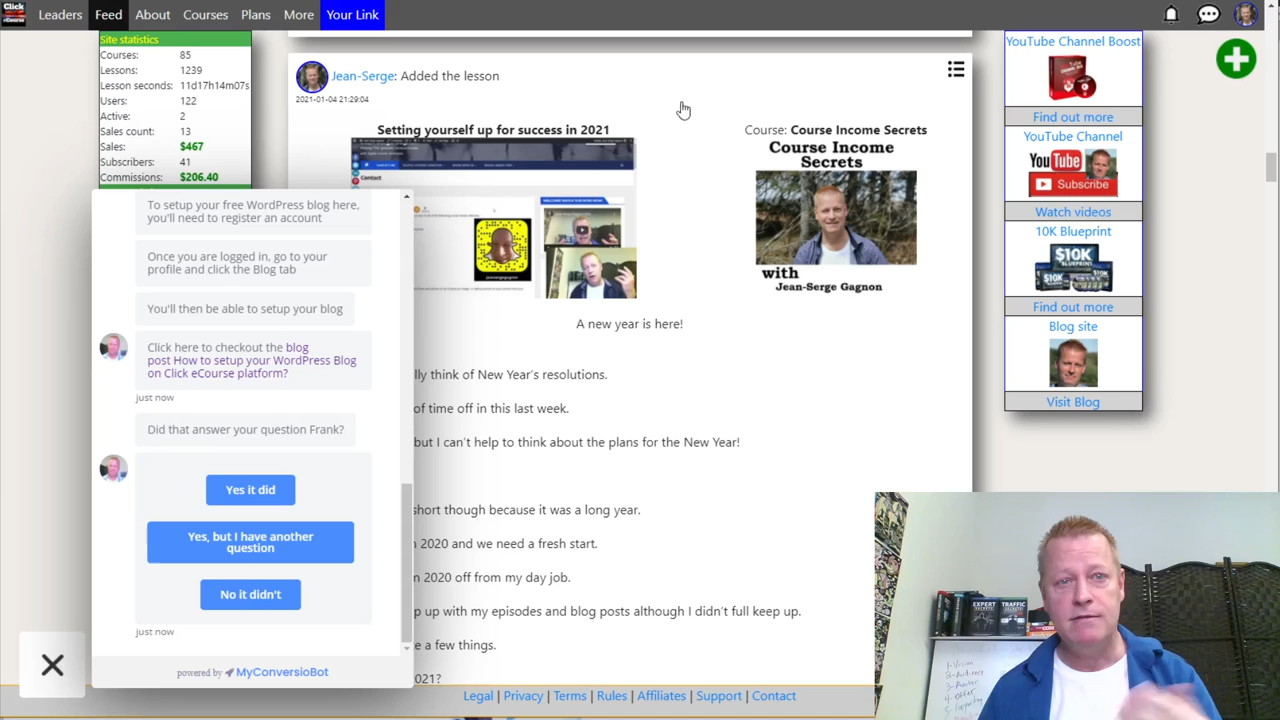 Click
eCourse
Leaders
Feed
About
Courses
Plans
More
Your Link
Site statistics
Courses: 85
Lessons: 1239
Lesson seconds: 11d17h14m07s
Users: 122
Active: 2
Sales count: 13
Sales: $467
Subscribers: 41
Commissions: $206.40
Jean-Serge: Added the lesson
2021-01-04 21:29:04
Setting yourself up for success in 2021
Contact
Course: Course Income Secrets
Course Income
Secrets
with
Jean-Serge Gagnon
A new year is here!
lly think of New Year's resolutions.
of time off in this last week.
but I can't help to think about the plans for the New Year!
short though because it was a long year.
n 2020 and we need a fresh start.
n 2020 off from my day job.
p up with my episodes and blog posts although I didn't full keep up.
e a few things.
021?
To setup your free WordPress blog here,
you'll need to register an account
Once you are logged in, go to your
profile and click the Blog tab
You'll then be able to setup your blog
Click here to checkout the blog
post How to setup your WordPress Blog
on Click eCourse platform?
just now
Did that answer your question Frank?
Yes it did
Yes, but I have another
question
No it didn't
just now
powered by MyConversioBot
YouTube Channel Boost
Find out more
YouTube Channel
YouTube
Subscribe
Watch videos
10K Blueprint
$10K
Find out more
Blog site
Visit Blog
EXPERT
SECRETS
TRAFFIC
SECRETS
Legal | Privacy | Terms | Rules | Affiliates | Support | Contact